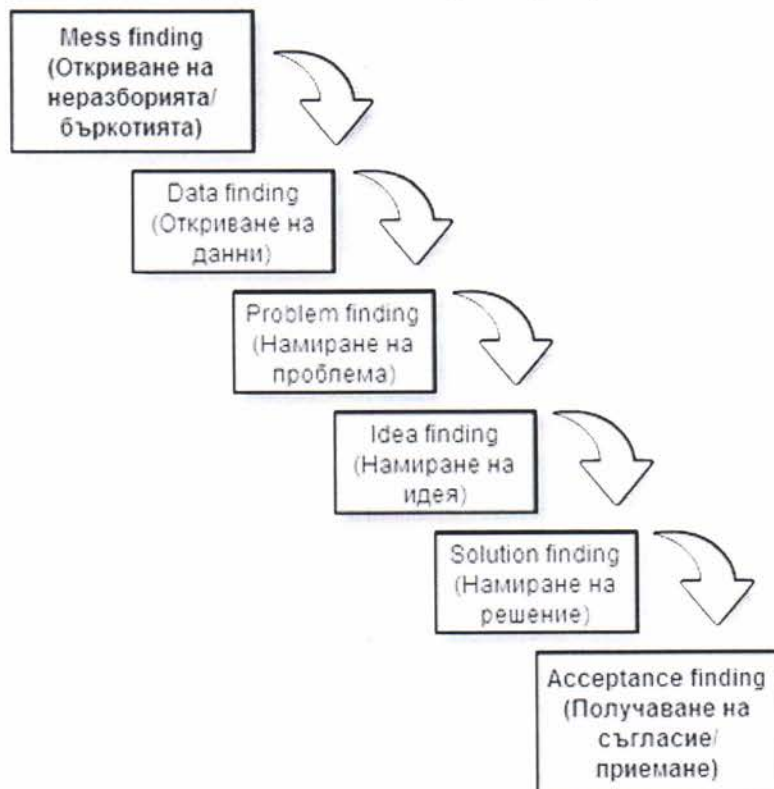 Mess finding
(Откриване на
неразборията/
бъркотията)
Data finding
(Откриване на
данни)
Problem finding
(Намиране на
проблема)
Idea finding
(Намиране на
идея)
Solution finding
(Намиране на
решение)
Acceptance finding
(Получаване на
съгласие/
приемане)